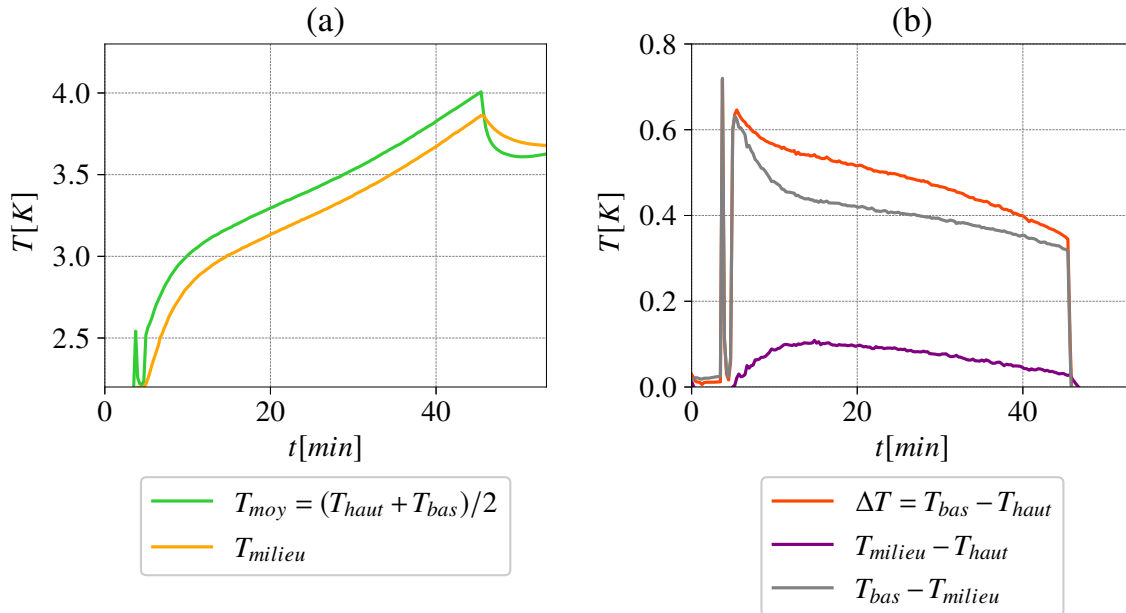 (a)
T[K]
4.0
3.5
3.0
2.5
0
20
40
t[min]
T_moy = (T_haut + T_bas)/2
T_milieu
(b)
T[K]
0.8
0.6
0.4
0.2
0.0
0
20
40
t[min]
ΔT = T_bas − T_haut
T_milieu − T_haut
T_bas − T_milieu